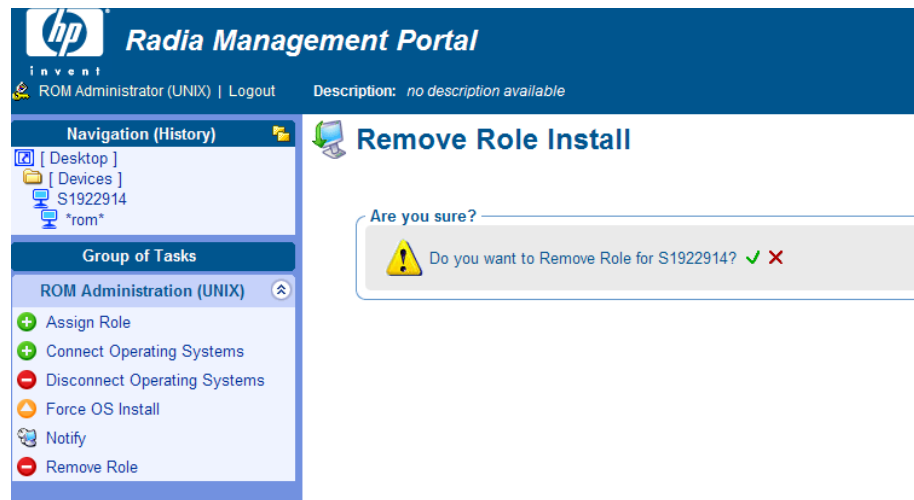 hp
Radia Management Portal
invent
ROM Administrator (UNIX) | Logout
Description: no description available
Navigation (History)
[ Desktop ]
[ Devices ]
S1922914
*rom*
Group of Tasks
ROM Administration (UNIX)
Assign Role
Connect Operating Systems
Disconnect Operating Systems
Force OS Install
Notify
Remove Role
Remove Role Install
Are you sure?
Do you want to Remove Role for S1922914?